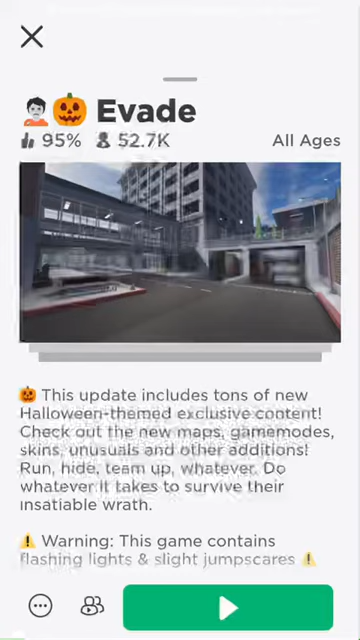 Evade
95% 52.7K All Ages
🎃 This update includes tons of new
Halloween-themed exclusive content!
Check out the new maps, gamemodes,
skins, unusuals and other additions!
Run, hide, team up, whatever. Do
whatever it takes to survive their
insatiable wrath.
⚠️ Warning: This game contains
flashing lights & slight jumpscares ⚠️